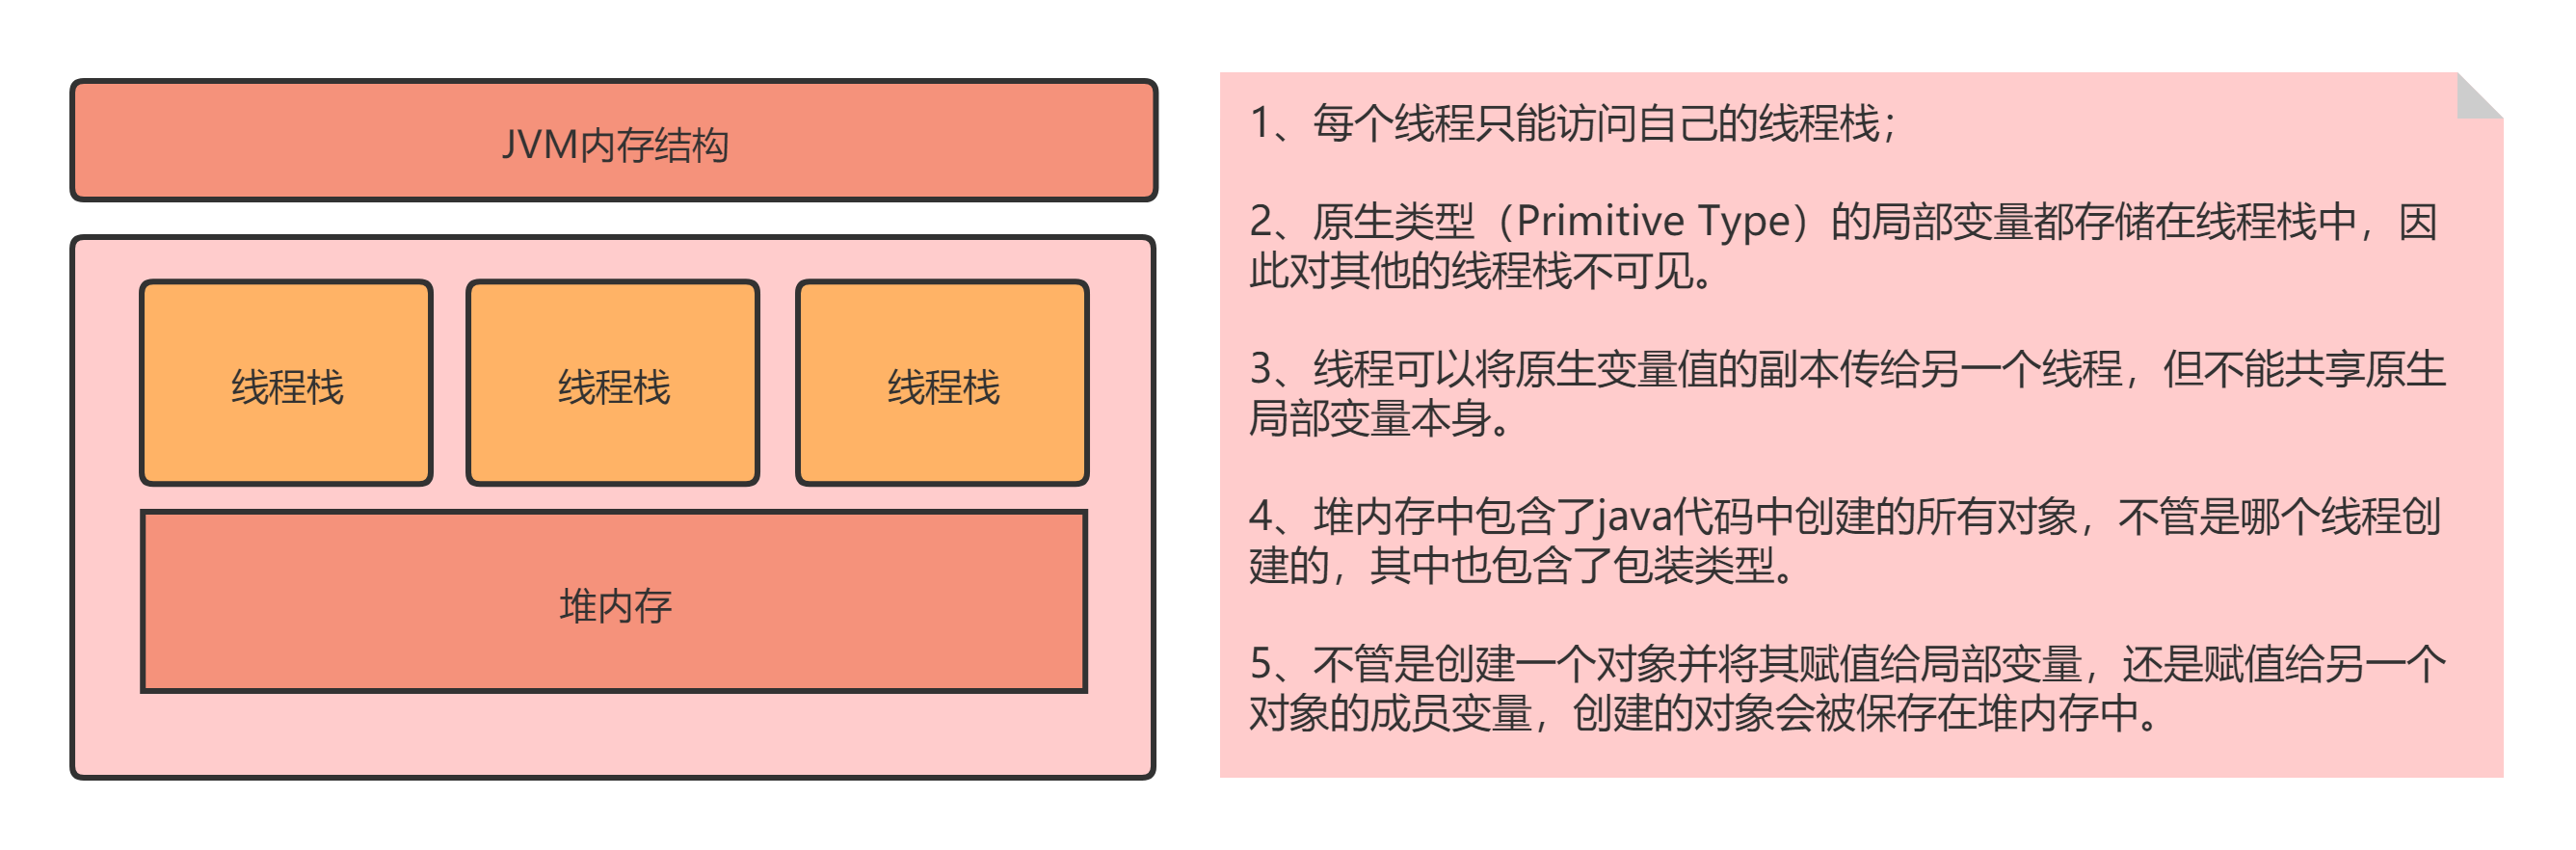 JVM内存结构
线程栈
线程栈
线程栈
堆内存
1、每个线程只能访问自己的线程栈；
2、原生类型（Primitive Type）的局部变量都存储在线程栈中，因
此对其他的线程栈不可见。
3、线程可以将原生变量值的副本传给另一个线程，但不能共享原生
局部变量本身。
4、堆内存中包含了java代码中创建的所有对象，不管是哪个线程创
建的，其中也包含了包装类型。
5、不管是创建一个对象并将其赋值给局部变量，还是赋值给另一个
对象的成员变量，创建的对象会被保存在堆内存中。